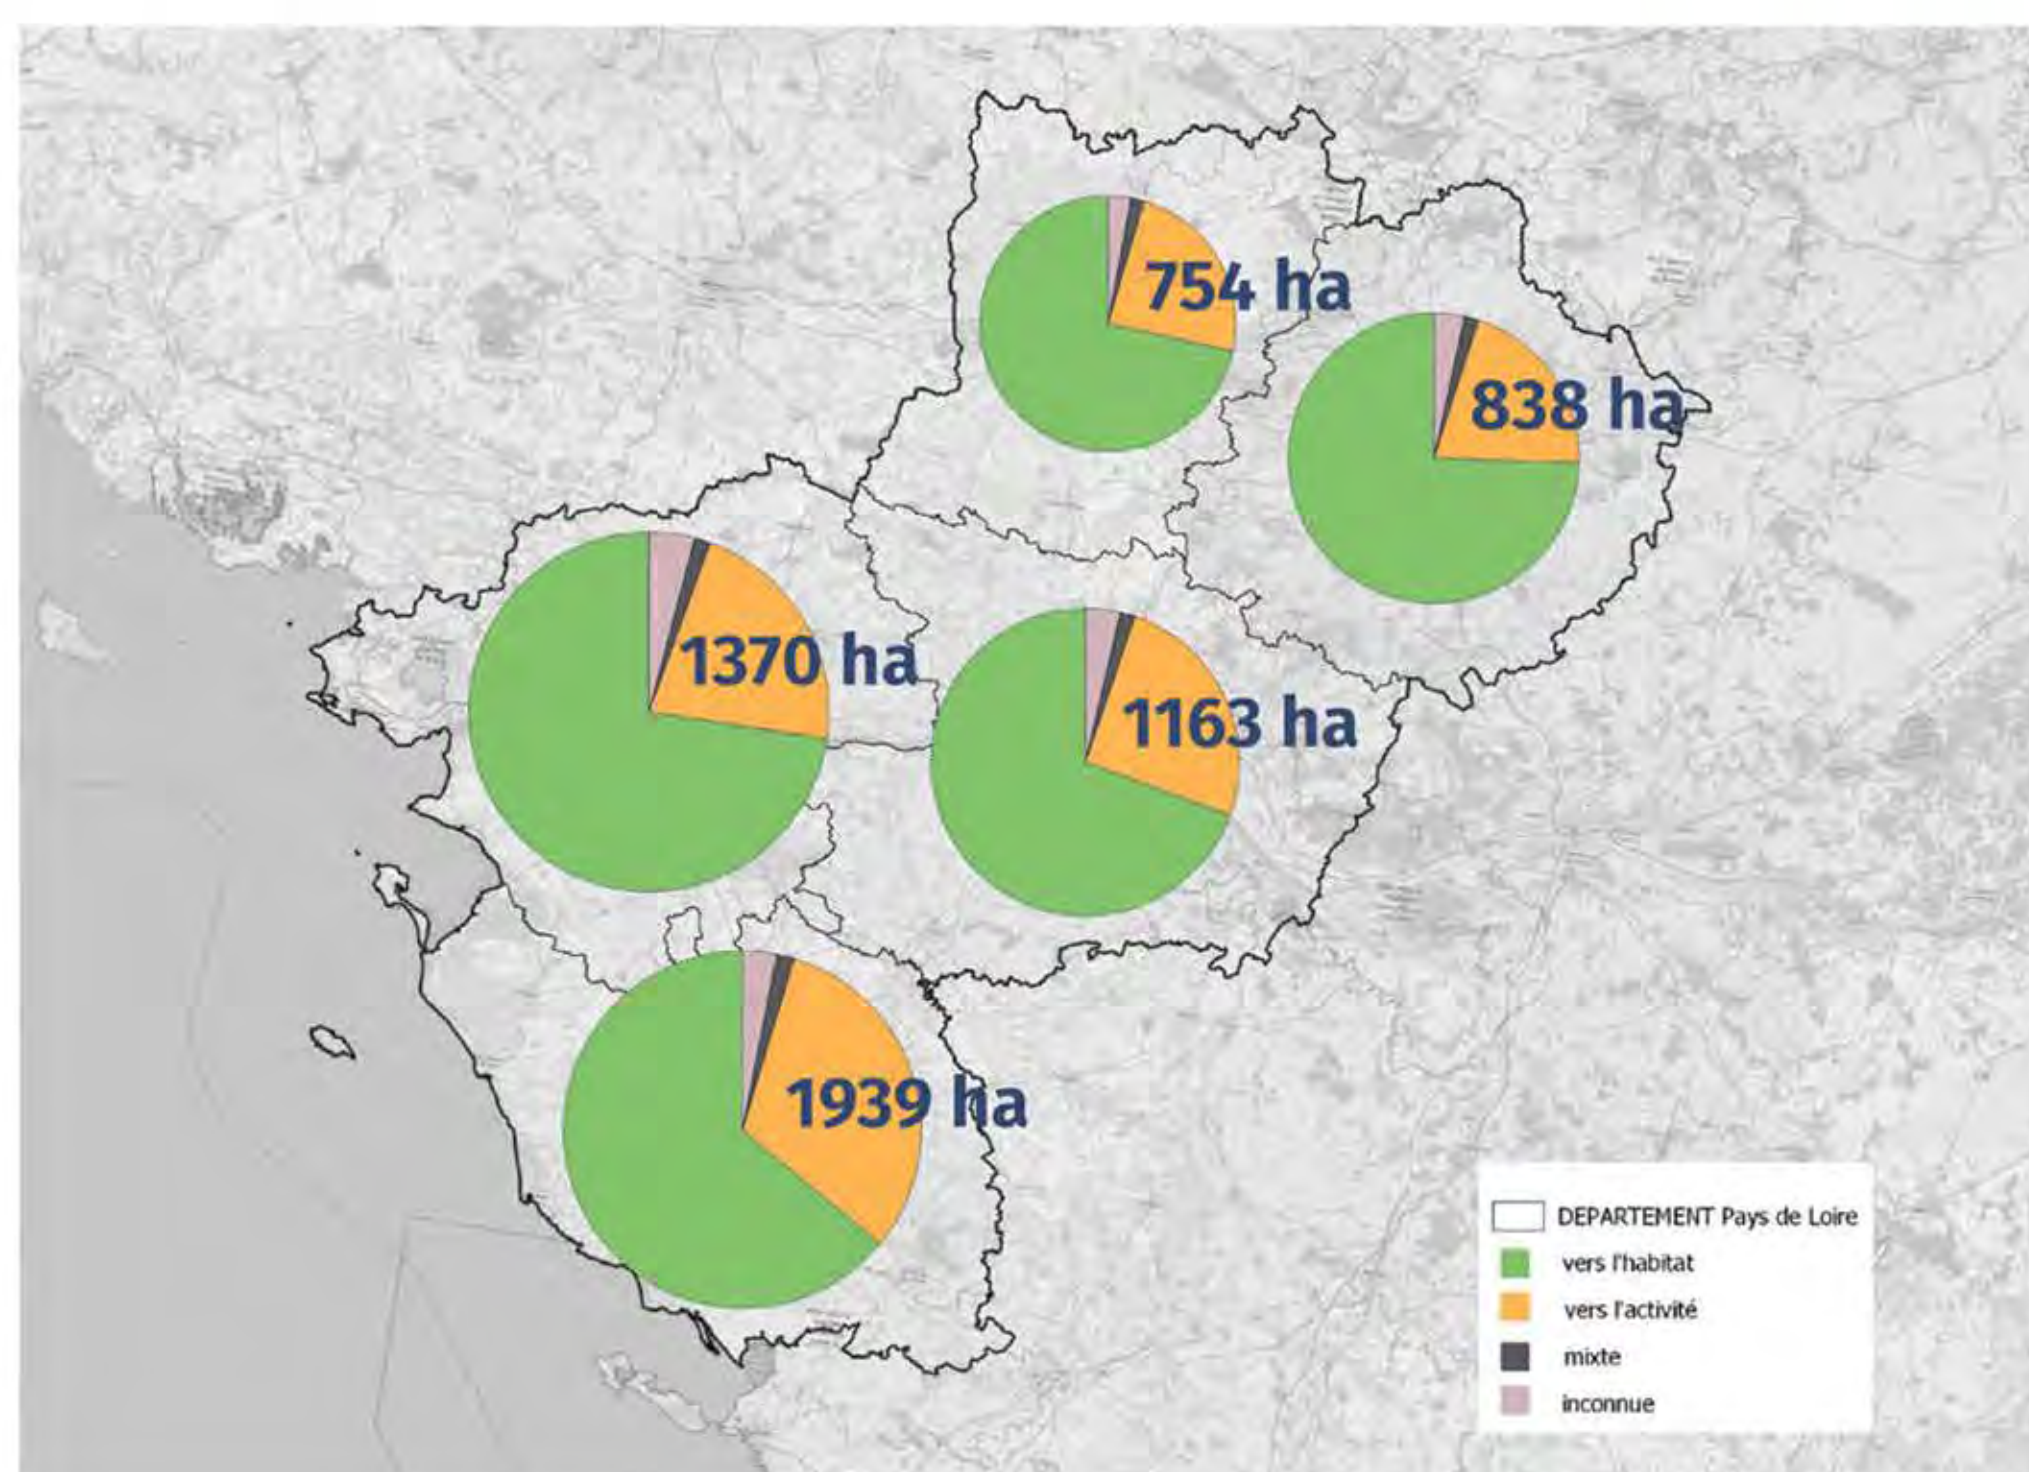 754 ha
838 ha
1370 ha
1163 ha
1939 ha
DEPARTEMENT Pays de Loire
vers l'habitat
vers l'activité
mixte
inconnue